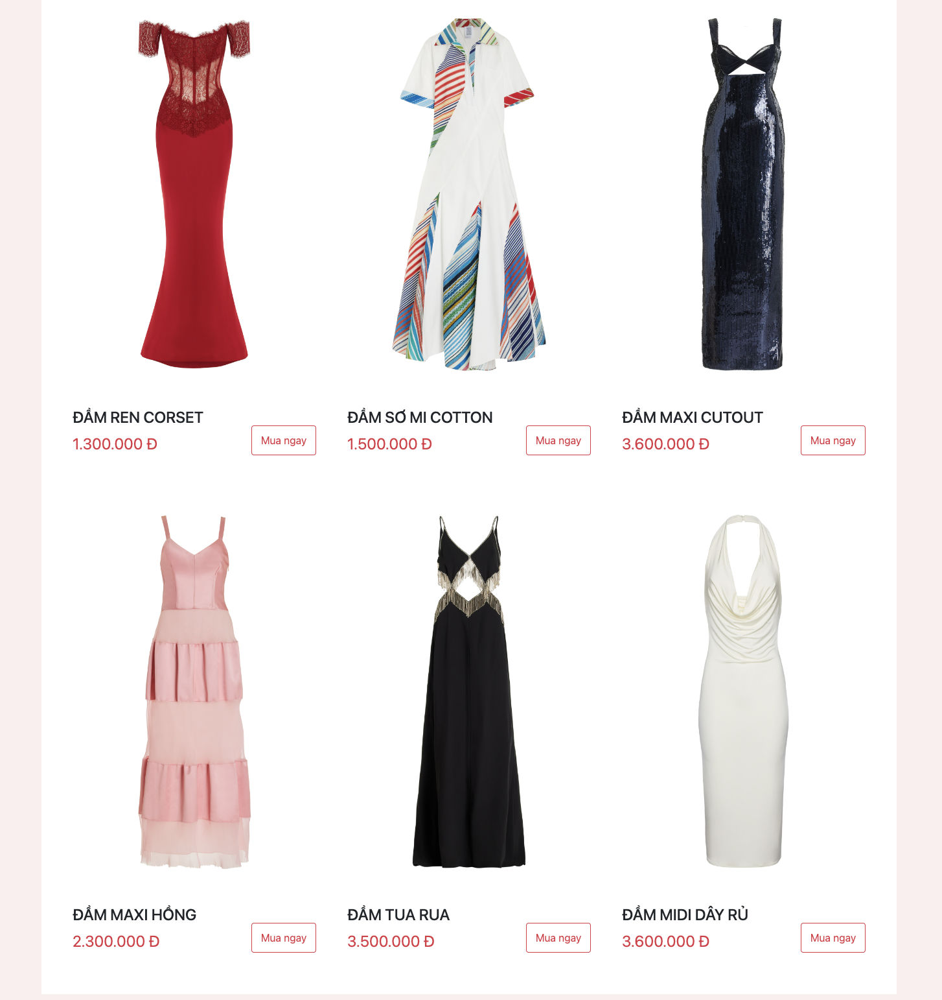 ĐẦM REN CORSET
1.300.000 Đ
Mua ngay
ĐẦM SƠ MI COTTON
1.500.000 Đ
Mua ngay
ĐẦM MAXI CUTOUT
3.600.000 Đ
Mua ngay
ĐẦM MAXI HỒNG
2.300.000 Đ
Mua ngay
ĐẦM TUA RUA
3.500.000 Đ
Mua ngay
ĐẦM MIDI DÂY RỦ
3.600.000 Đ
Mua ngay